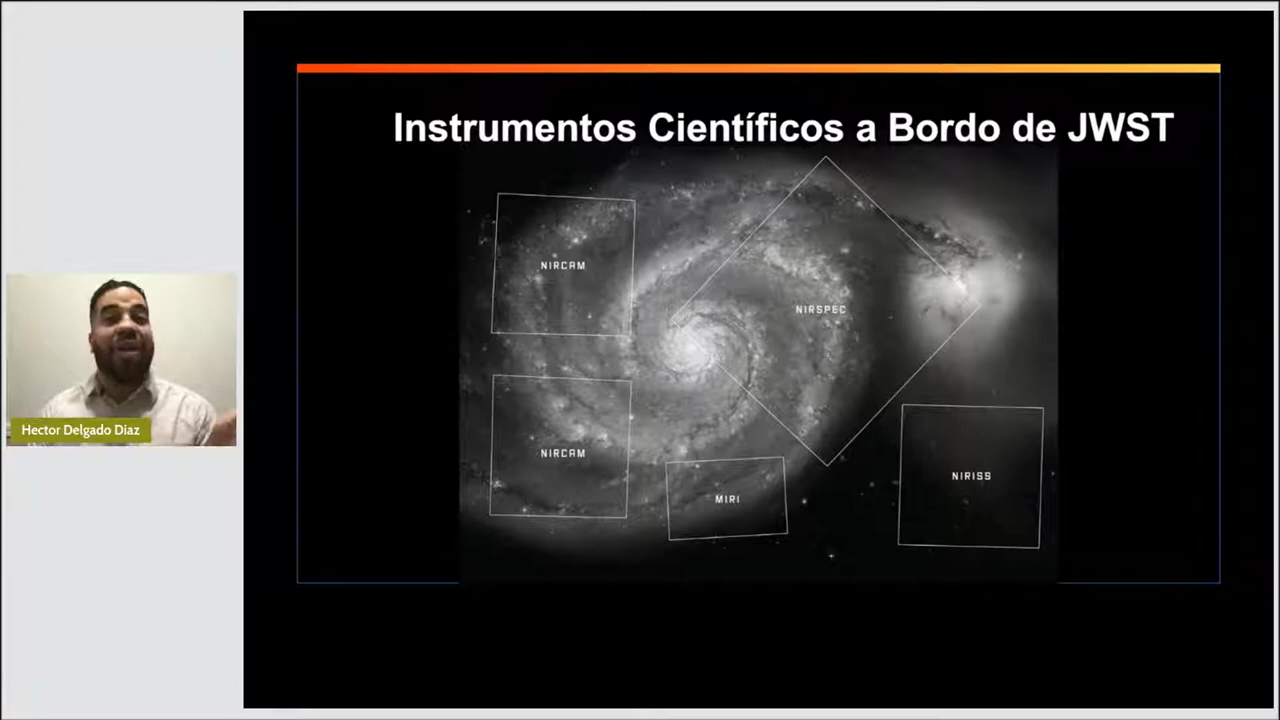 Instrumentos Científicos a Bordo de JWST
NIRCAM
NIRSPEC
NIRCAM
MIRI
NIRISS
Hector Delgado Diaz